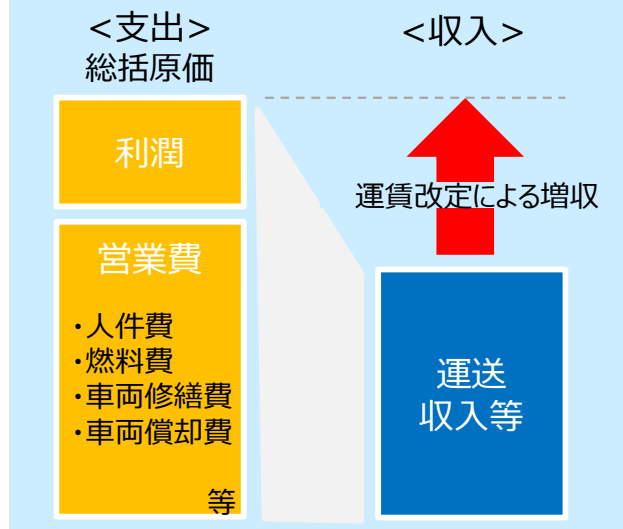 <支出>
総括原価
<収入>
利潤
運賃改定による増収
営業費
・人件費
・燃料費
・車両修繕費
・車両償却費
等
運送
収入等